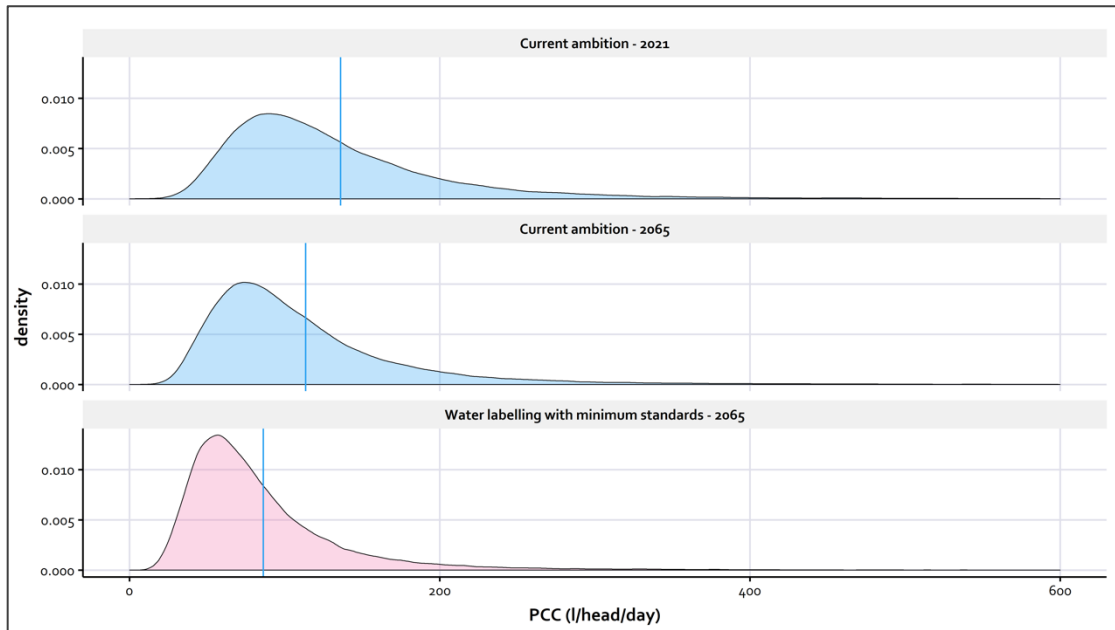 Current ambition - 2021
0.010
0.005
0.000
Current ambition - 2065
0.010
0.005
0.000
density
Water labelling with minimum standards - 2065
0.010
0.005
0.000
0 200 400 600
PCC (l/head/day)